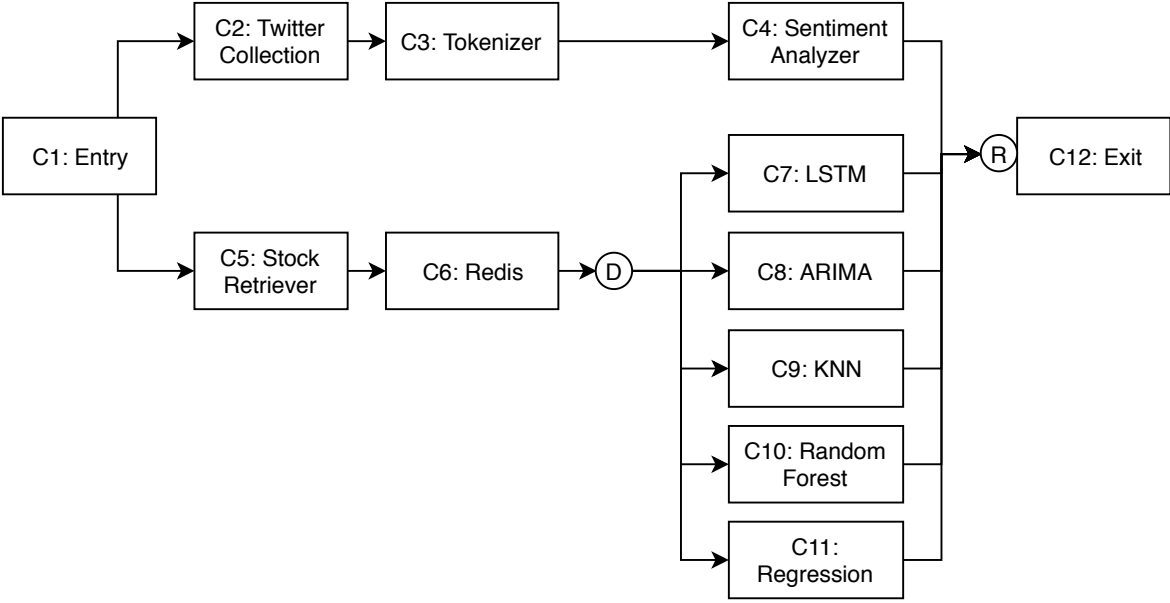 C2: Twitter
Collection
C3: Tokenizer
C4: Sentiment
Analyzer
C1: Entry
R
C12: Exit
C7: LSTM
C5: Stock
Retriever
C6: Redis
D
C8: ARIMA
C9: KNN
C10: Random
Forest
C11:
Regression